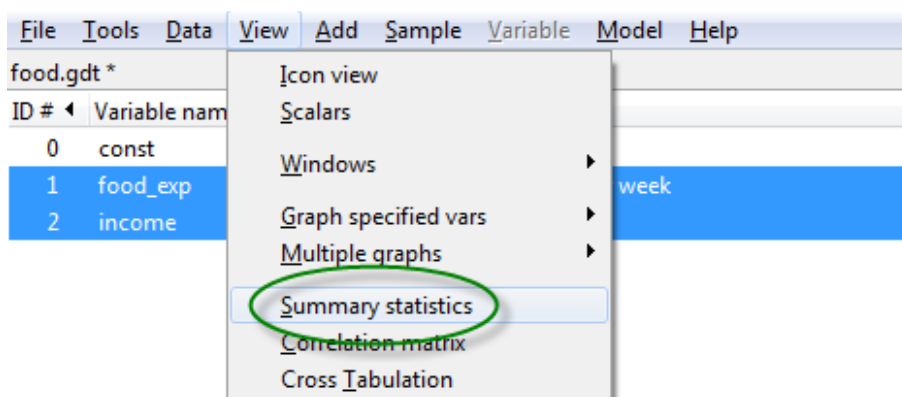 File Tools Data View Add Sample Variable Model Help
food.gdt *
ID # Variable nam
0 const
1 food_exp week
2 income
Icon view
Scalars
Windows
Graph specified vars
Multiple graphs
Summary statistics
Correlation matrix
Cross Tabulation